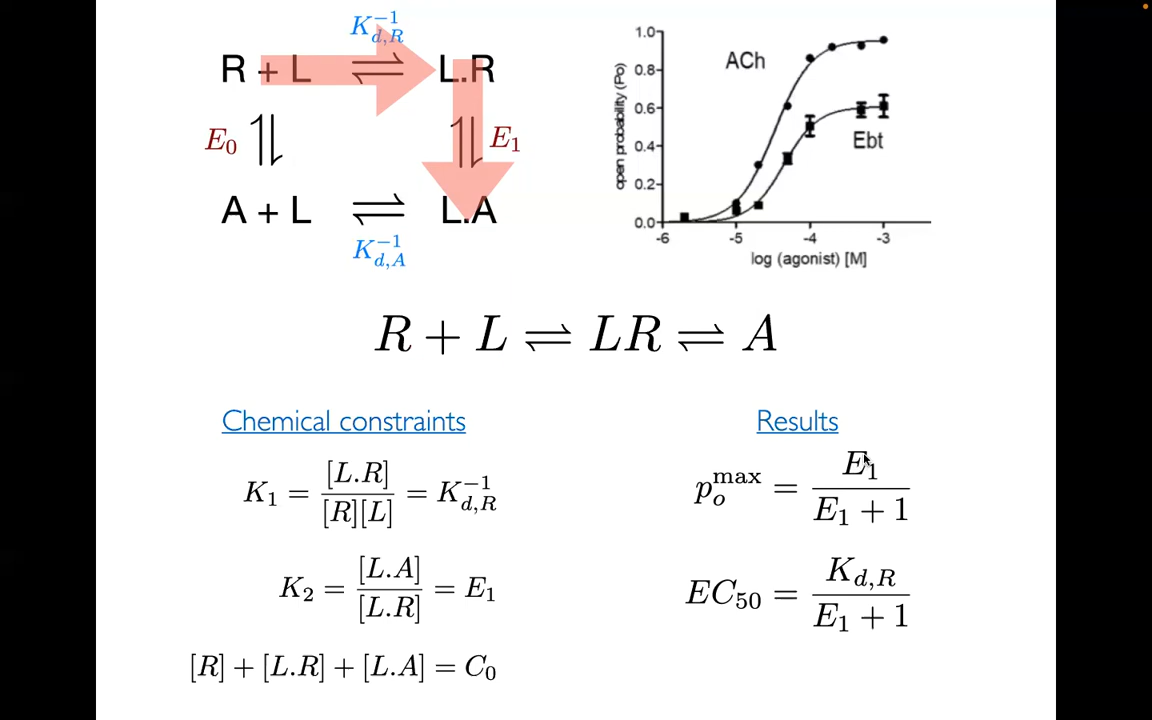 K_{d,R}^{-1}
R + L ⇌ L.R
E_0 ⇌ ⇌ E_1
A + L ⇌ L.A
K_{d,A}^{-1}
1.0
0.8
0.6
0.4
0.2
0.0
open probability (Po)
ACh
Ebt
-6 -5 -4 -3
log (agonist) [M]
R + L ⇌ LR ⇌ A
Chemical constraints
K_1 = [L.R] / [R][L] = K_{d,R}^{-1}
K_2 = [L.A] / [L.R] = E_1
[R] + [L.R] + [L.A] = C_0
Results
p_o^{max} = E_1 / E_1 + 1
EC_{50} = K_{d,R} / E_1 + 1